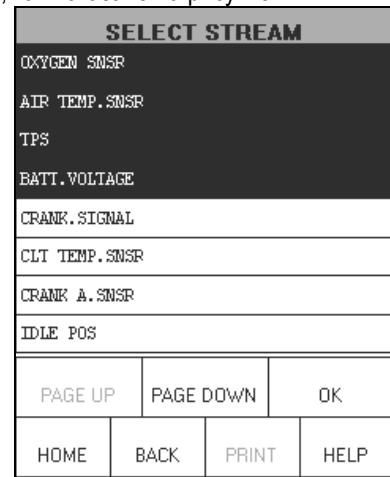 SELECT STREAM
OXYGEN SNSR
AIR TEMP.SNSR
TPS
BATT.VOLTAGE
CRANK.SIGNAL
CLT TEMP.SNSR
CRANK A.SNSR
IDLE POS
PAGE UP PAGE DOWN OK
HOME BACK PRINT HELP